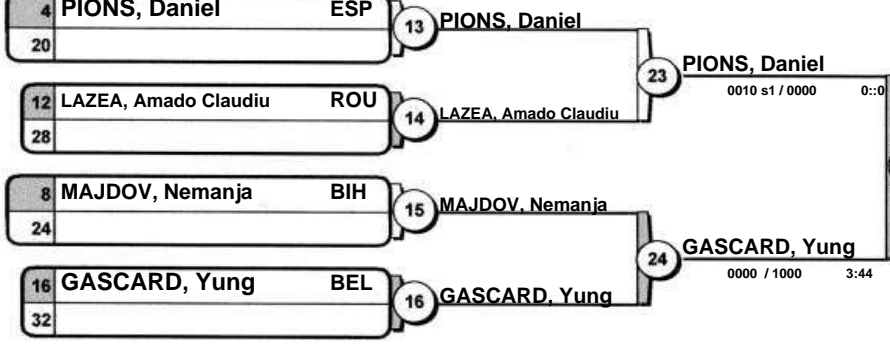 4 PIONS, Daniel ESP
20
13 PIONS, Daniel
12 LAZEA, Amado Claudiu ROU
28
14 LAZEA, Amado Claudiu
23 PIONS, Daniel
0010 s1 / 0000 0::0
8 MAJDOV, Nemanja BIH
24
15 MAJDOV, Nemanja
16 GASCARD, Yung BEL
32
16 GASCARD, Yung
24 GASCARD, Yung
0000 / 1000 3:44